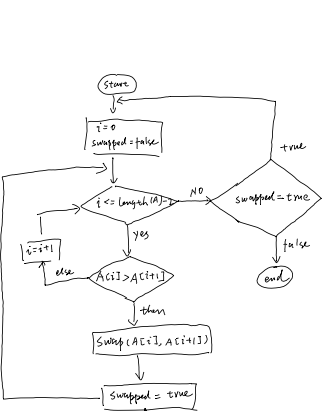 start
i=0
swapped=false
i <= length(A)-2
NO
swapped=true
true
false
end
yes
i=i+1
else
A[i]>A[i+1]
then
Swap(A[i], A[i+1])
swapped = true